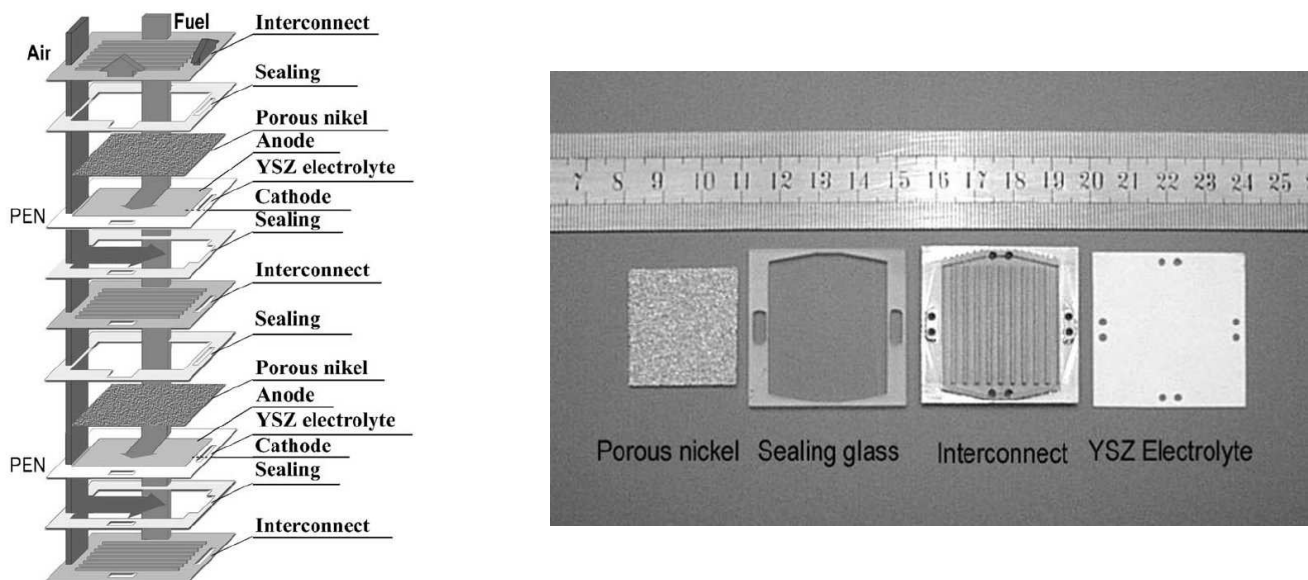 Fuel
Air
Interconnect
Sealing
Porous nikel
Anode
YSZ electrolyte
PEN
Cathode
Sealing
Interconnect
Sealing
Porous nikel
Anode
YSZ electrolyte
PEN
Cathode
Sealing
Interconnect
7 8 9 10 11 12 13 14 15 16 17 18 19 20 21 22 23 24 25
Porous nickel Sealing glass Interconnect YSZ Electrolyte